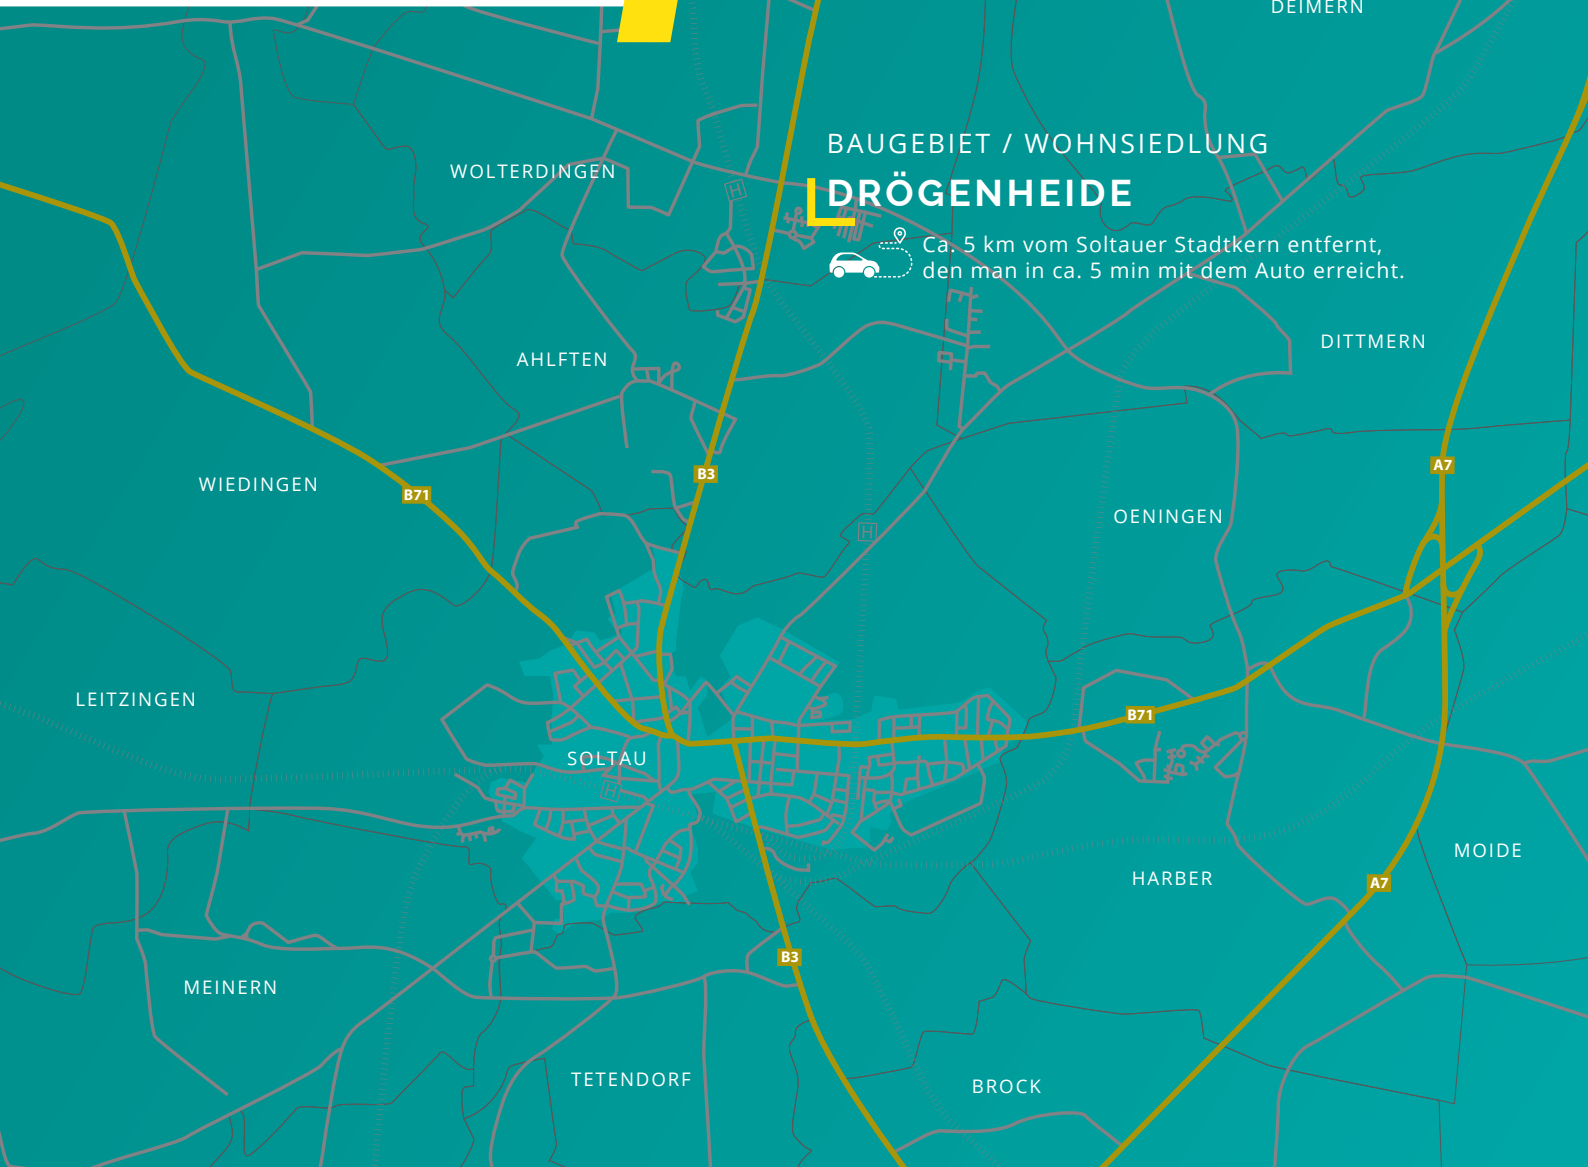 DEIMERN
BAUGEBIET / WOHNSIEDLUNG
WOLTERDINGEN
H
DRÖGENHEIDE
Ca. 5 km vom Soltauer Stadtkern entfernt,
den man in ca. 5 min mit dem Auto erreicht.
DITTMERN
AHLFTEN
A7
B3
WIEDINGEN
B71
OENINGEN
H
LEITZINGEN
B71
SOLTAU
H
MOIDE
HARBER
A7
B3
MEINERN
TETENDORF
BROCK